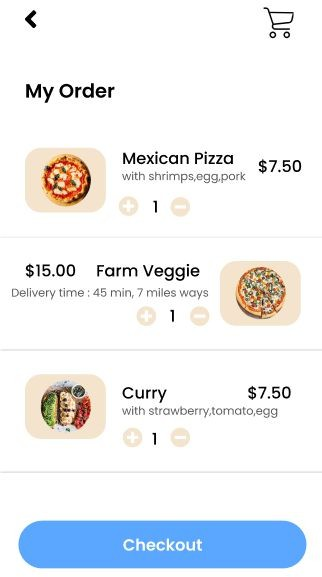 My Order
Mexican Pizza $7.50
with shrimps,egg,pork
1
$15.00 Farm Veggie
Delivery time : 45 min, 7 miles ways
1
Curry $7.50
with strawberry,tomato,egg
1
Checkout